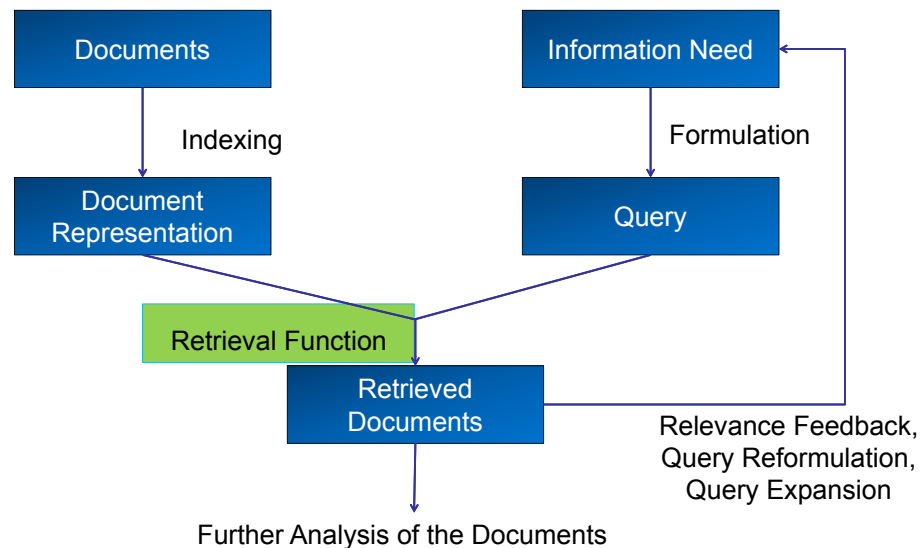 Documents
Information Need
Indexing
Formulation
Document
Representation
Query
Retrieval Function
Retrieved
Documents
Relevance Feedback,
Query Reformulation,
Query Expansion
Further Analysis of the Documents